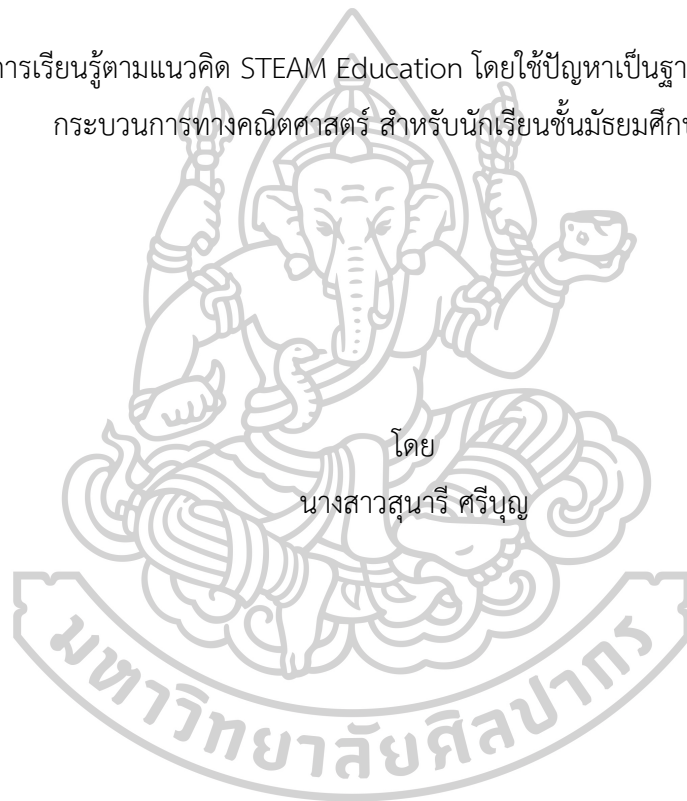 การเรียนรู้ตามแนวคิด STEAM Education โดยใช้ปัญหาเป็นฐา
กระบวนการทางคณิตศาสตร์ สำหรับนักเรียนชั้นมัธยมศึกษ
โดย
นางสาวสุนารี ศรีบุญ
มหาวิทยาลัยศิลปากร